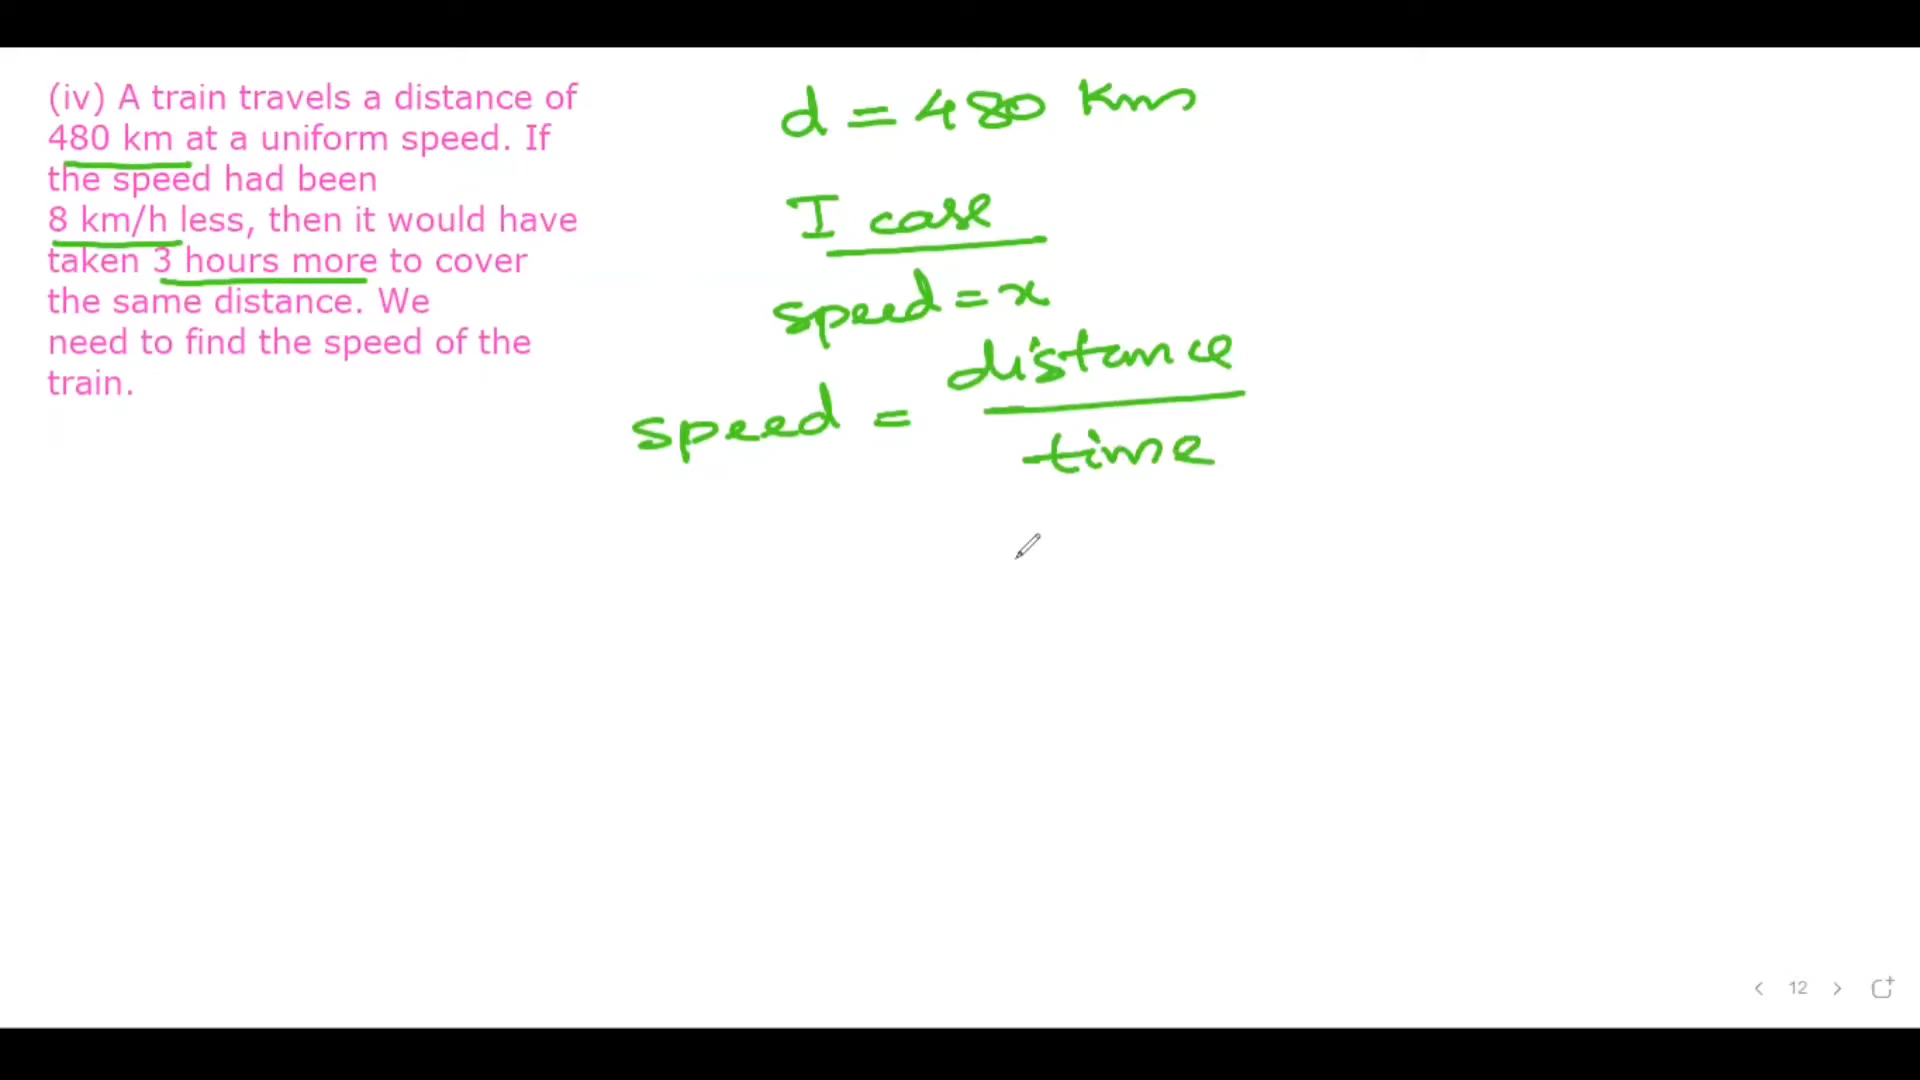 (iv) A train travels a distance of
480 km at a uniform speed. If
the speed had been
8 km/h less, then it would have
taken 3 hours more to cover
the same distance. We
need to find the speed of the
train.
d = 480 Kms
I case
speed = x
speed = distance
time
12